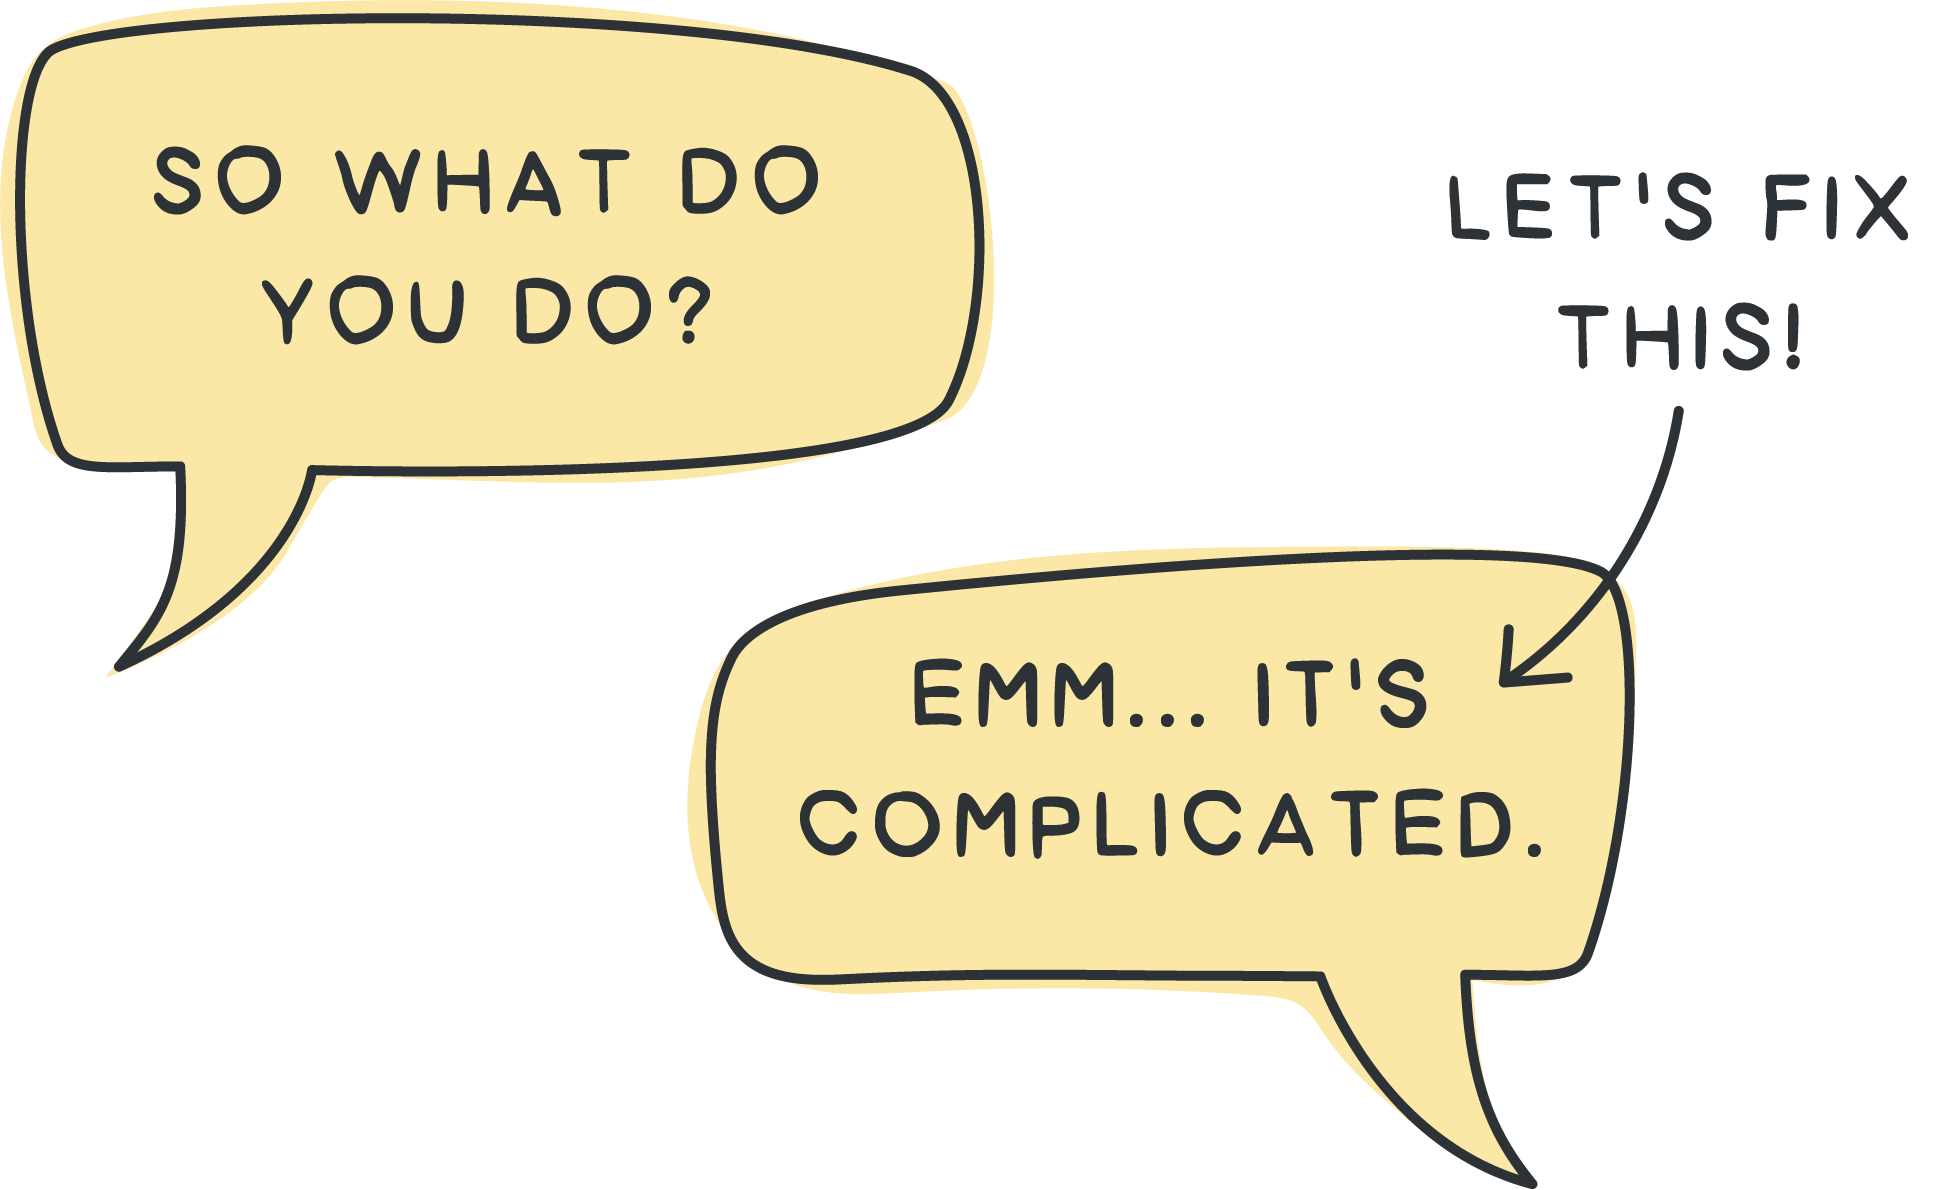 SO WHAT DO
YOU DO?
LET'S FIX
THIS!
EMM... IT'S
COMPLICATED.